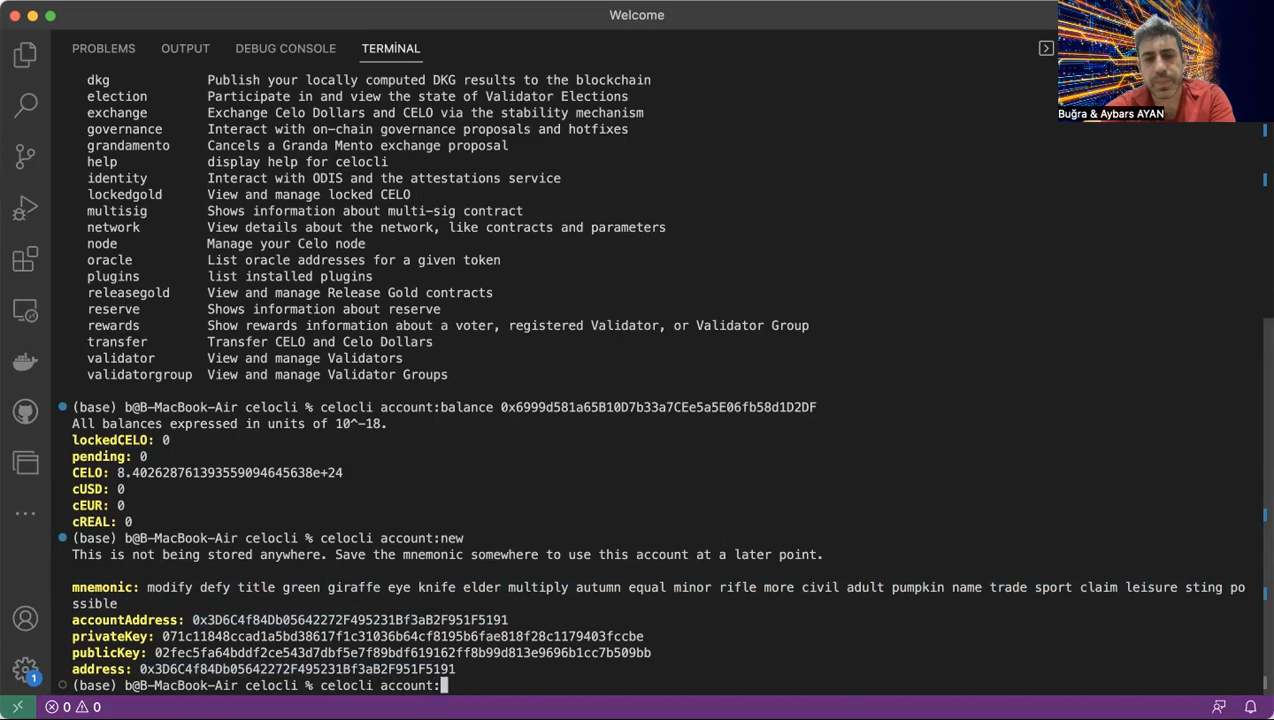 Welcome
PROBLEMS OUTPUT DEBUG CONSOLE TERMİNAL
Buğra & Aybars AYAN
dkg Publish your locally computed DKG results to the blockchain
election Participate in and view the state of Validator Elections
exchange Exchange Celo Dollars and CELO via the stability mechanism
governance Interact with on-chain governance proposals and hotfixes
grandamento Cancels a Granda Mento exchange proposal
help display help for celocli
identity Interact with ODIS and the attestations service
lockedgold View and manage locked CELO
multisig Shows information about multi-sig contract
network View details about the network, like contracts and parameters
node Manage your Celo node
oracle List oracle addresses for a given token
plugins list installed plugins
releasegold View and manage Release Gold contracts
reserve Shows information about reserve
rewards Show rewards information about a voter, registered Validator, or Validator Group
transfer Transfer CELO and Celo Dollars
validator View and manage Validators
validatorgroup View and manage Validator Groups
(base) b@B-MacBook-Air celocli % celocli account:balance 0x6999d581a65B10D7b33a7CEe5a5E06fb58d1D2DF
All balances expressed in units of 10^-18.
lockedCELO: 0
pending: 0
CELO: 8.402628761393559094645638e+24
cUSD: 0
cEUR: 0
cREAL: 0
(base) b@B-MacBook-Air celocli % celocli account:new
This is not being stored anywhere. Save the mnemonic somewhere to use this account at a later point.
mnemonic: modify defy title green giraffe eye knife elder multiply autumn equal minor rifle more civil adult pumpkin name trade sport claim leisure sting po
ssible
accountAddress: 0x3D6C4f84Db05642272F495231Bf3aB2F951F5191
privateKey: 071c11848ccad1a5bd38617f1c31036b64cf8195b6fae818f28c1179403fccbe
publicKey: 02fec5fa64bddf2ce543d7dbf5e7f89bdf619162ff8b99d813e9696b1cc7b509bb
address: 0x3D6C4f84Db05642272F495231Bf3aB2F951F5191
(base) b@B-MacBook-Air celocli % celocli account:
1
0 0